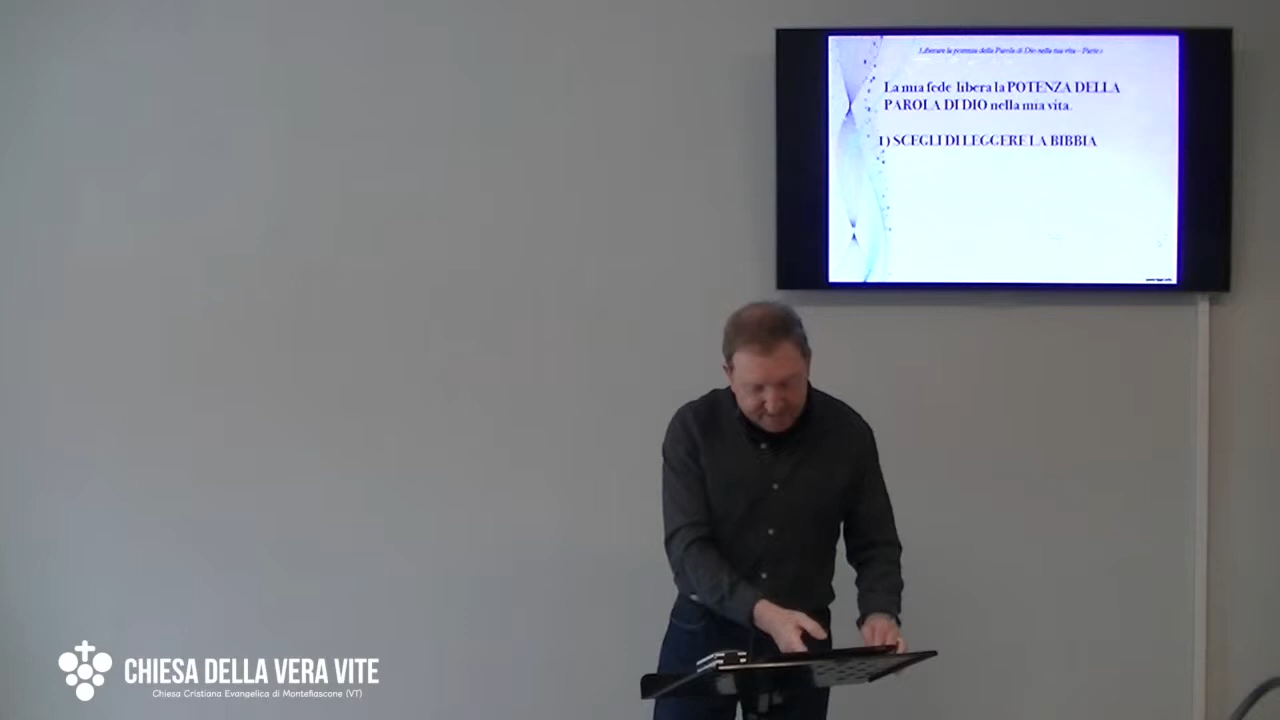 Liberare la potenza della Parola di Dio nella tua vita - Parte 1
La mia fede libera la POTENZA DELLA
PAROLA DI DIO nella mia vita.
1) SCEGLI DI LEGGERE LA BIBBIA
CHIESA DELLA VERA VITE
Chiesa Cristiana Evangelica di Montefiascone (VT)